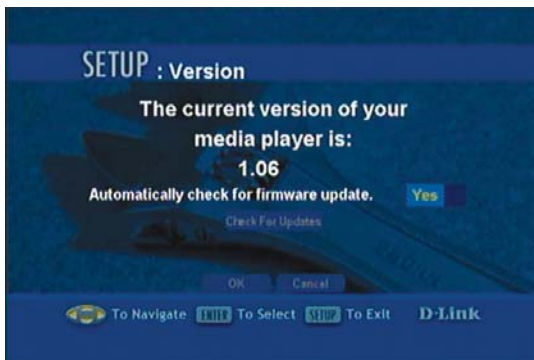 SETUP : Version
The current version of your
media player is:
1.06
Automatically check for firmware update. Yes
Check For Updates
OK Cancel
To Navigate ENTER To Select SETUP To Exit D-Link